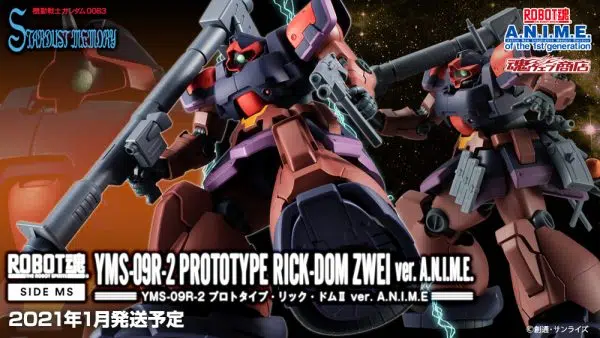 機動戦士ガンダム0083
STARDUST MEMORY
ROBOT魂
A.N.I.M.E.
of the 1st generation
魂ウェブ商店
ROBOT魂
SIDE MS
YMS-09R-2 PROTOTYPE RICK-DOM ZWEI ver. A.N.I.M.E.
YMS-09R-2 プロトタイプ・リック・ドムⅡ ver. A.N.I.M.E
2021年1月発送予定
©創通・サンライズ